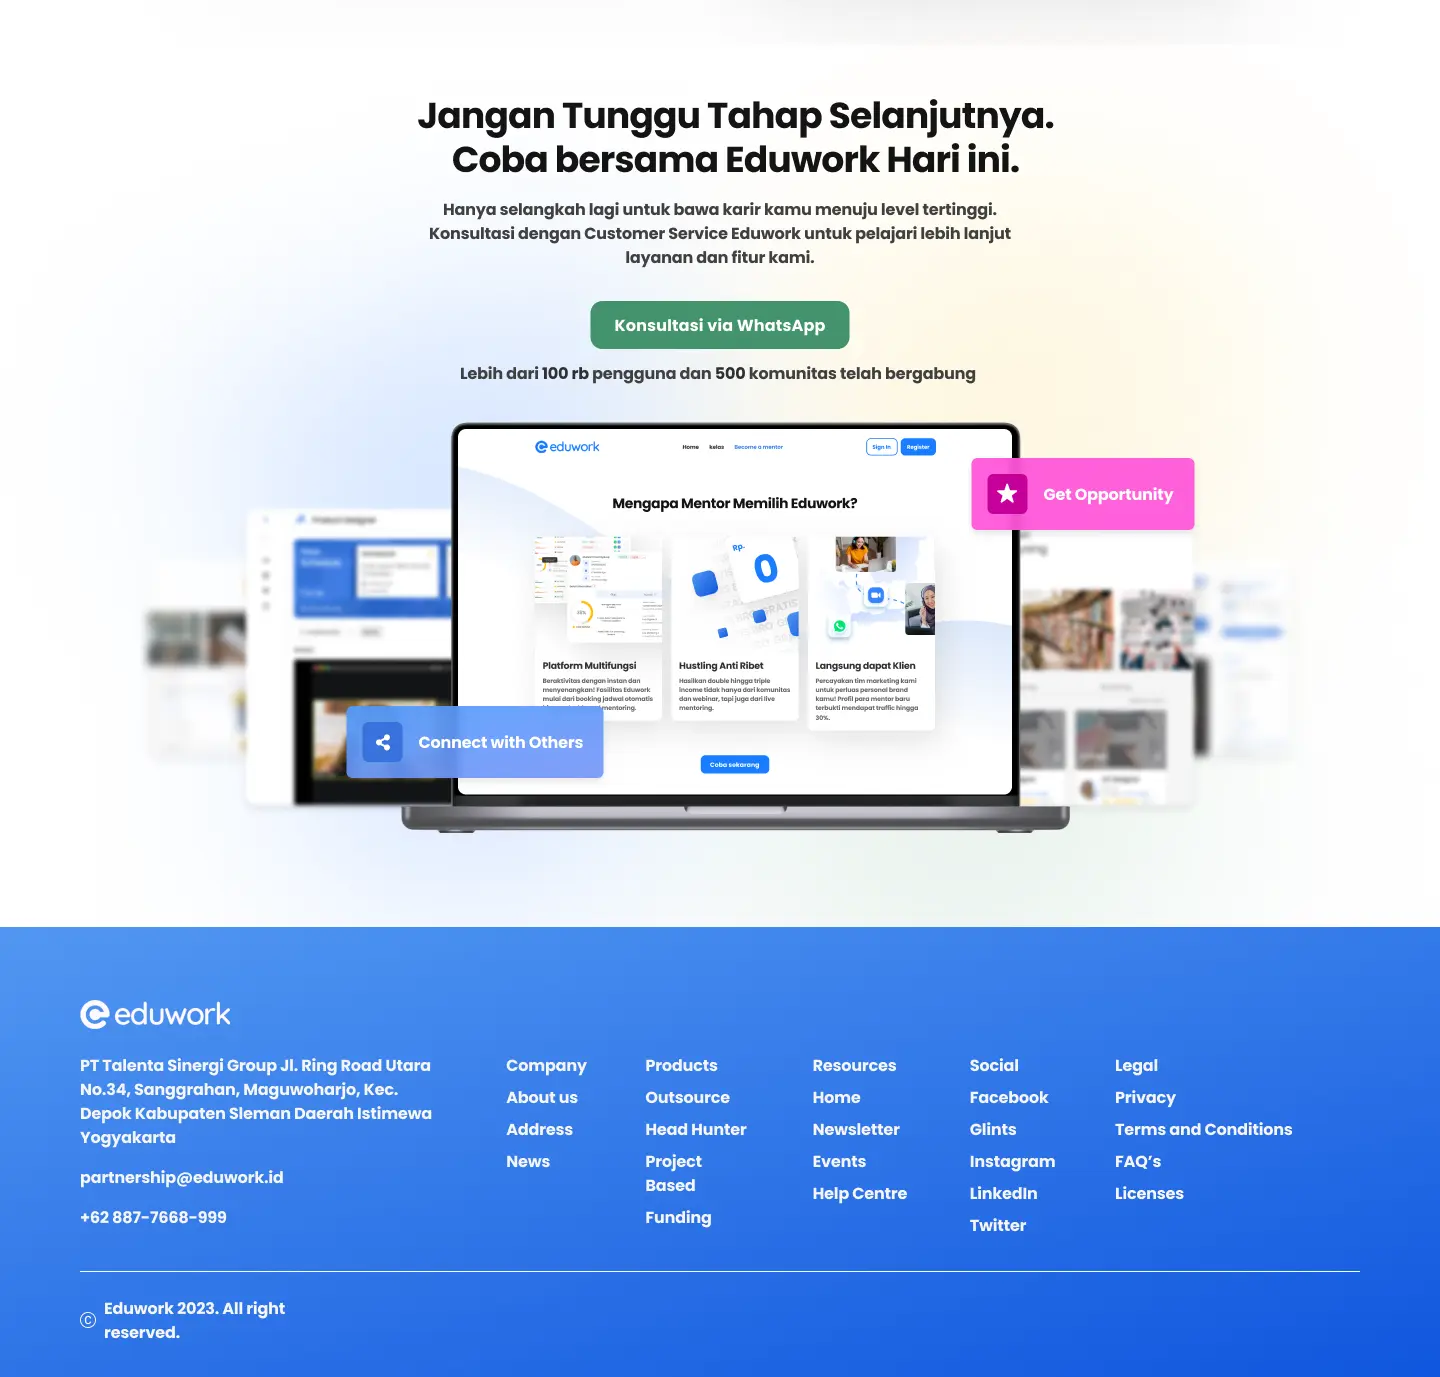 Jangan Tunggu Tahap Selanjutnya.
Coba bersama Eduwork Hari ini.
Hanya selangkah lagi untuk bawa karir kamu menuju level tertinggi.
Konsultasi dengan Customer Service Eduwork untuk pelajari lebih lanjut
layanan dan fitur kami.
Konsultasi via WhatsApp
Lebih dari 100 rb pengguna dan 500 komunitas telah bergabung
eduwork
Home kelas Become a mentor
Sign In
Register
Get Opportunity
Mengapa Mentor Memilih Eduwork?
Rp.
0
Platform Multifungsi
Beraktivitas dengan instan dan
menyenangkan! Fasilitas Eduwork
mulai dari booking jadwal otomatis
mentoring.
Hustling Anti Ribet
Hasilkan double hingga triple
income tidak hanya dari komunitas
dan webinar, tapi juga dari live
mentoring.
Langsung dapat Klien
Percayakan tim marketing kami
untuk perluas personal brand
kamu! Profil para mentor baru
terbukti mendapat traffic hingga
30%.
Connect with Others
Coba sekarang
eduwork
PT Talenta Sinergi Group Jl. Ring Road Utara
No.34, Sanggrahan, Maguwoharjo, Kec.
Depok Kabupaten Sleman Daerah Istimewa
Yogyakarta
partnership@eduwork.id
+62 887-7668-999
Company
About us
Address
News
Products
Outsource
Head Hunter
Project
Based
Funding
Resources
Home
Newsletter
Events
Help Centre
Social
Facebook
Glints
Instagram
LinkedIn
Twitter
Legal
Privacy
Terms and Conditions
FAQ’s
Licenses
© Eduwork 2023. All right
reserved.